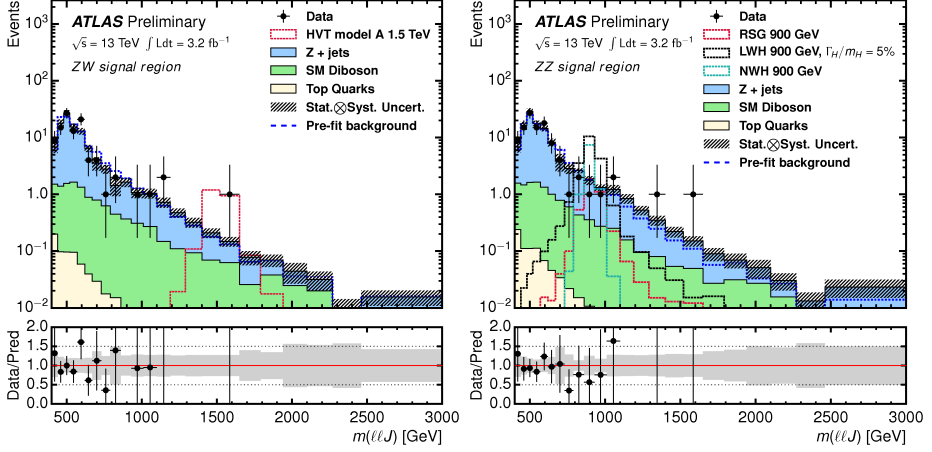 Events
10³
10²
10
1.0
10⁻¹
10⁻²
ATLAS Preliminary
√s = 13 TeV ∫ Ldt = 3.2 fb⁻¹
ZW signal region
Data
HVT model A 1.5 TeV
Z + jets
SM Diboson
Top Quarks
Stat.⊗Syst. Uncert.
Pre-fit background
Data/Pred
2.0
1.5
1.0
0.5
0.0
500 1000 1500 2000 2500 3000
m(ℓℓJ) [GeV]
Events
10³
10²
10
1.0
10⁻¹
10⁻²
ATLAS Preliminary
√s = 13 TeV ∫ Ldt = 3.2 fb⁻¹
ZZ signal region
Data
RSG 900 GeV
LWH 900 GeV, Γ_H/m_H = 5%
NWH 900 GeV
Z + jets
SM Diboson
Top Quarks
Stat.⊗Syst. Uncert.
Pre-fit background
Data/Pred
2.0
1.5
1.0
0.5
0.0
500 1000 1500 2000 2500 3000
m(ℓℓJ) [GeV]